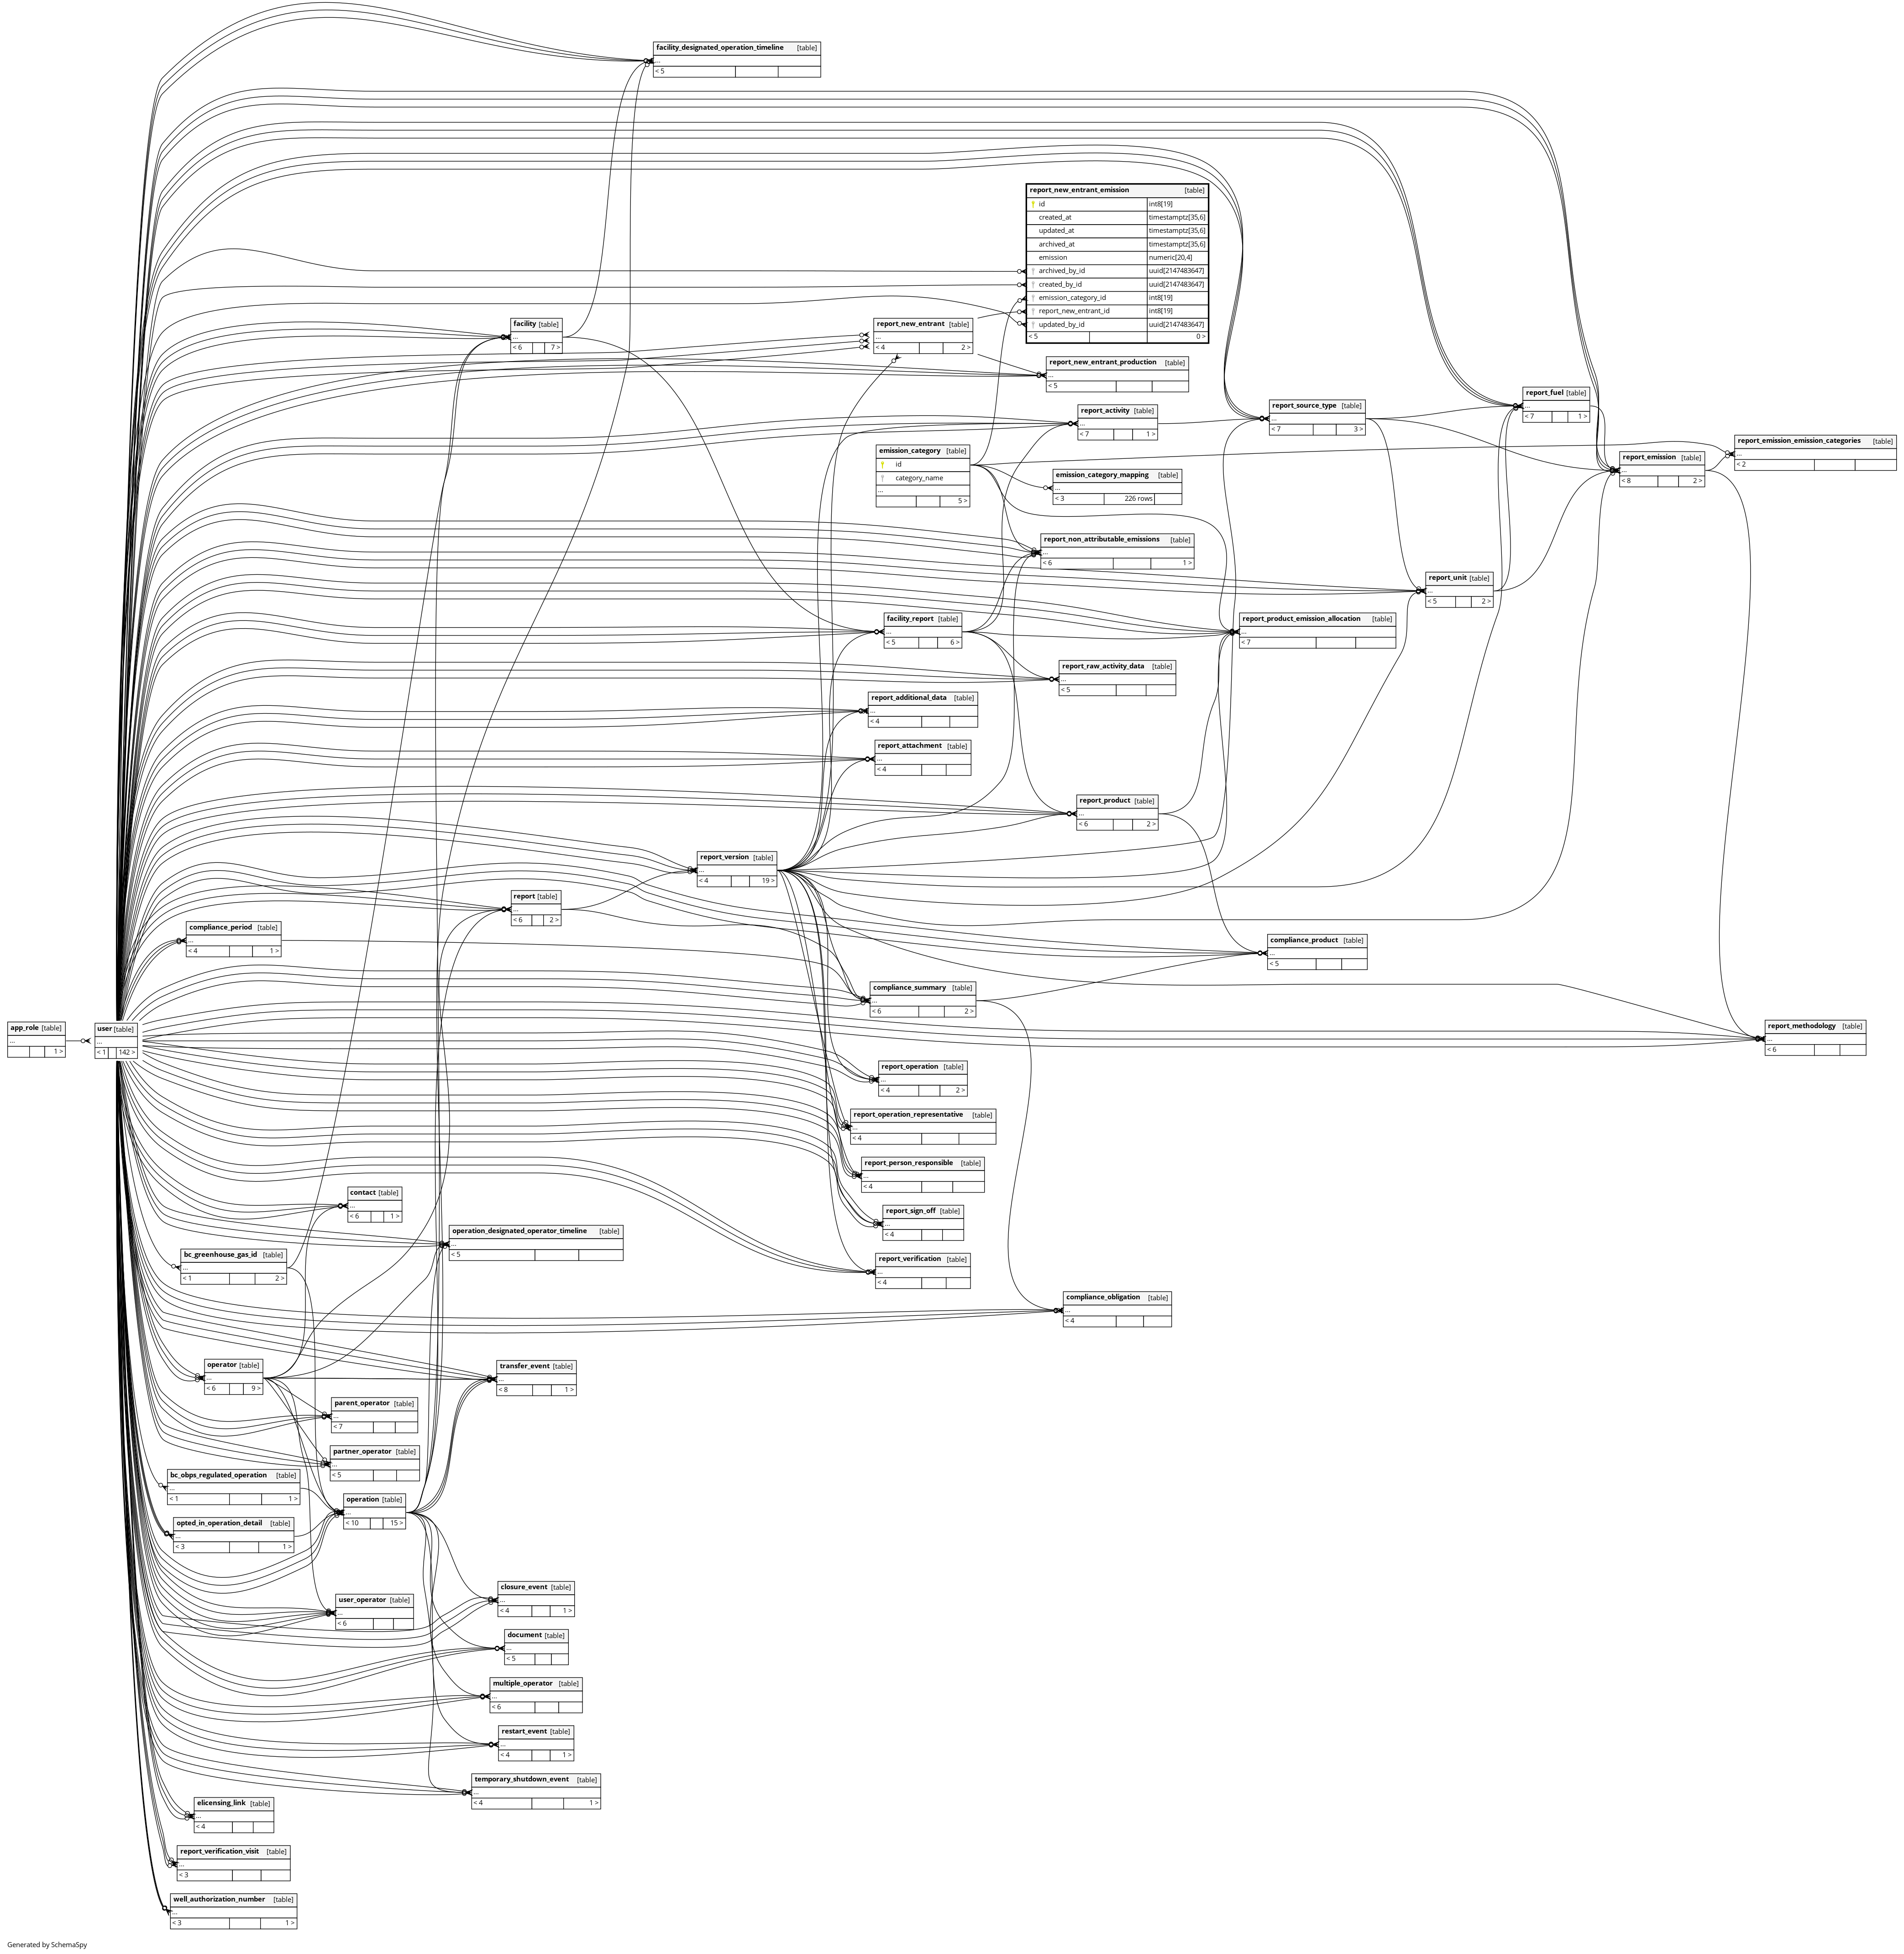 facility_designated_operation_timeline [table]
...
< 5
report_new_entrant_emission [table]
id int8[19]
created_at timestamptz[35,6]
updated_at timestamptz[35,6]
archived_at timestamptz[35,6]
emission numeric[20,4]
archived_by_id uuid[2147483647]
created_by_id uuid[2147483647]
emission_category_id int8[19]
report_new_entrant_id int8[19]
updated_by_id uuid[2147483647]
< 5 0 >
facility [table]
...
< 6 7 >
report_new_entrant [table]
...
< 4 2 >
report_new_entrant_production [table]
...
< 5
report_fuel [table]
...
< 7 1 >
report_source_type [table]
...
< 7 3 >
report_activity [table]
...
< 7 1 >
report_emission_emission_categories [table]
...
< 2
emission_category [table]
id
category_name
...
5 >
report_emission [table]
...
< 8 2 >
emission_category_mapping [table]
...
< 3 226 rows
report_non_attributable_emissions [table]
...
< 6 1 >
report_unit [table]
...
< 5 2 >
facility_report [table]
...
< 5 6 >
report_product_emission_allocation [table]
...
< 7
report_raw_activity_data [table]
...
< 5
report_additional_data [table]
...
< 4
report_attachment [table]
...
< 4
report_product [table]
...
< 6 2 >
report_version [table]
...
< 4 19 >
report [table]
...
< 6 2 >
compliance_period [table]
...
< 4 1 >
compliance_product [table]
...
< 5
compliance_summary [table]
...
< 6 2 >
app_role [table]
...
1 >
user [table]
...
< 1 142 >
report_methodology [table]
...
< 6
report_operation [table]
...
< 4 2 >
report_operation_representative [table]
...
< 4
report_person_responsible [table]
...
< 4
contact [table]
...
< 6 1 >
report_sign_off [table]
...
< 4
operation_designated_operator_timeline [table]
...
< 5
bc_greenhouse_gas_id [table]
...
< 1 2 >
report_verification [table]
...
< 4
compliance_obligation [table]
...
< 4
operator [table]
...
< 6 9 >
transfer_event [table]
...
< 8 1 >
parent_operator [table]
...
< 7
partner_operator [table]
...
< 5
bc_obps_regulated_operation [table]
...
< 1 1 >
operation [table]
...
< 10 15 >
opted_in_operation_detail [table]
...
< 3 1 >
closure_event [table]
...
< 4 1 >
user_operator [table]
...
< 6
document [table]
...
< 5
multiple_operator [table]
...
< 6
restart_event [table]
...
< 4 1 >
temporary_shutdown_event [table]
...
< 4 1 >
elicensing_link [table]
...
< 4
report_verification_visit [table]
...
< 3
well_authorization_number [table]
...
< 3 1 >
Generated by SchemaSpy